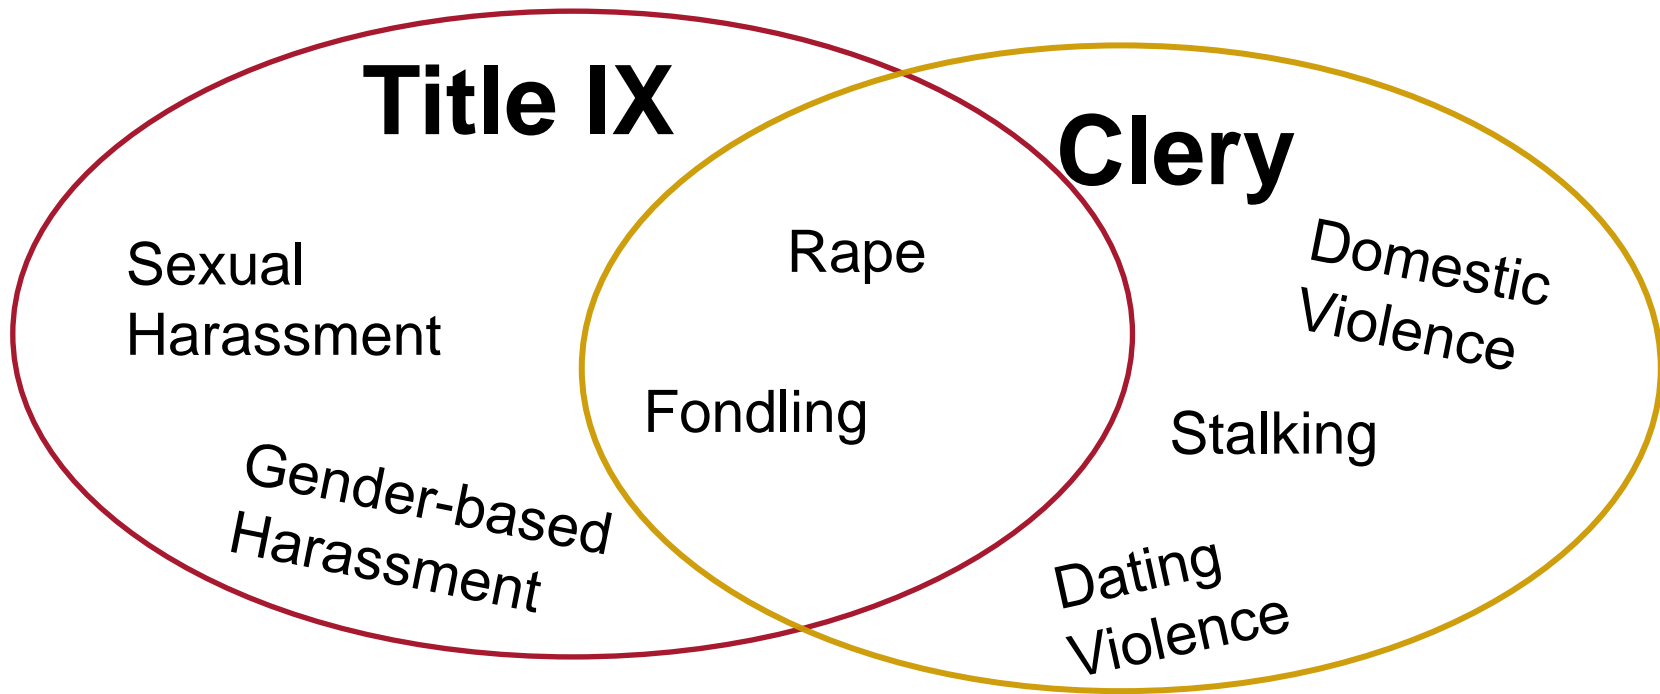 Title IX
Clery
Sexual
Harassment
Gender-based
Harassment
Rape
Fondling
Domestic
Violence
Stalking
Dating
Violence